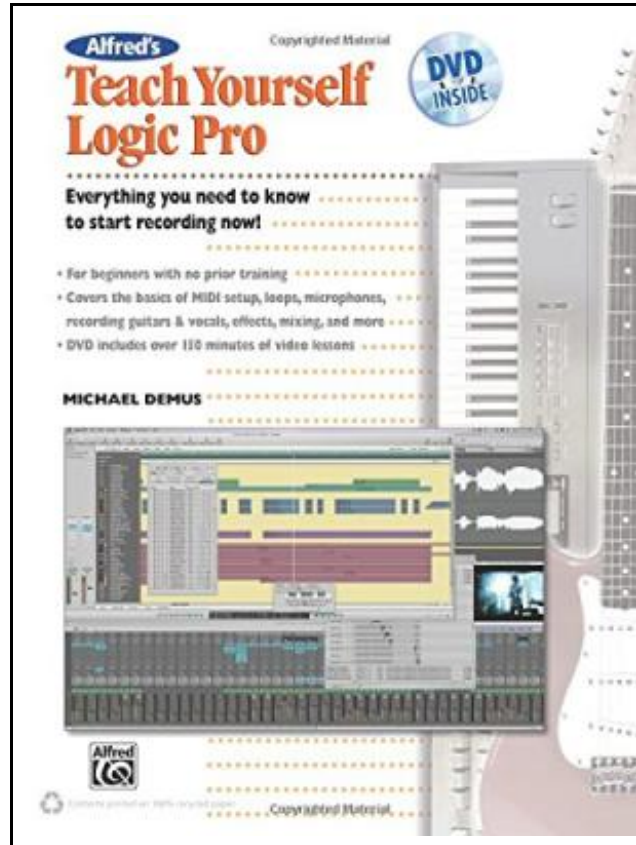 Alfred's
Copyrighted Material
Teach Yourself
Logic Pro
DVD
INSIDE
Everything you need to know
to start recording now!
• For beginners with no prior training
• Covers the basics of MIDI setup, loops, microphones,
recording guitars & vocals, effects, mixing, and more
• DVD includes over 150 minutes of video lessons
MICHAEL DEMUS
Alfred
Copyrighted Material